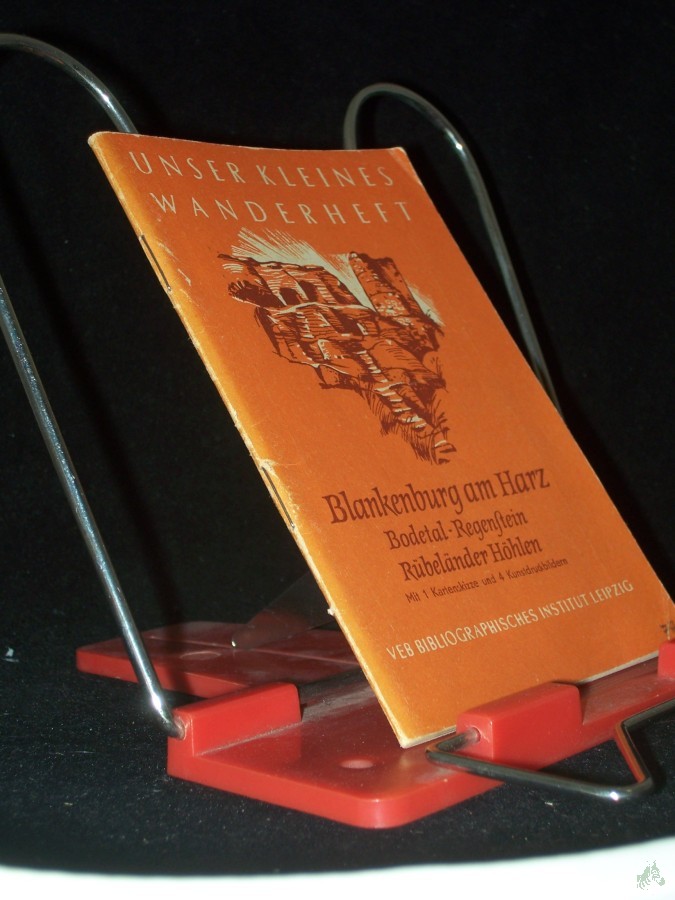 UNSER KLEINES
WANDERHEFT
Blankenburg am Harz
Bodetal-Regenſtein
Rübeländer Höhlen
Mit 1 Kartenskizze und 4 Kunstdruckbildern
VEB BIBLIOGRAPHISCHES INSTITUT LEIPZIG